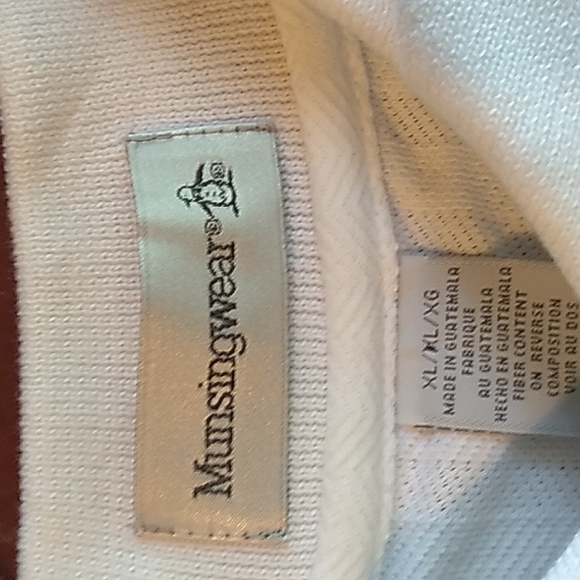 Munsingwear®
XL/XL/XG
MADE IN GUATEMALA
FABRIQUE
AU GUATEMALA
HECHO EN GUATEMALA
FIBER CONTENT
ON REVERSE
COMPOSITION
VOIR AU DOS